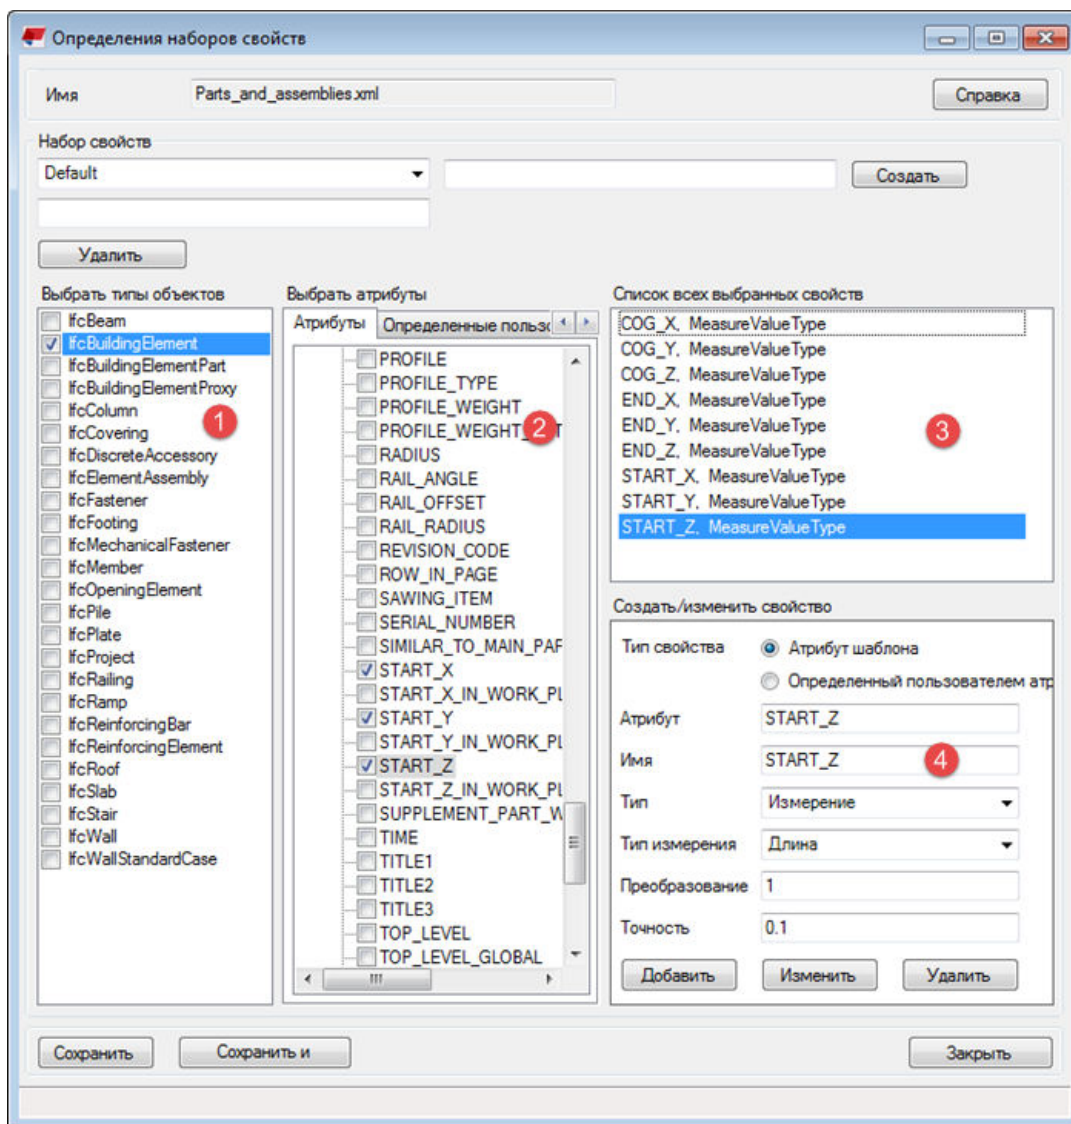 Определения наборов свойств
Имя Parts_and_assemblies.xml Справка
Набор свойств
Default Создать
Удалить
Выбрать типы объектов
IfcBeam
IfcBuildingElement
IfcBuildingElementPart
IfcBuildingElementProxy
IfcColumn
IfcCovering
IfcDiscreteAccessory
IfcElementAssembly
IfcFastener
IfcFooting
IfcMechanicalFastener
IfcMember
IfcOpeningElement
IfcPile
IfcPlate
IfcProject
IfcRailing
IfcRamp
IfcReinforcingBar
IfcReinforcingElement
IfcRoof
IfcSlab
IfcStair
IfcWall
IfcWallStandardCase
1
Выбрать атрибуты
Атрибуты Определенные пользо
PROFILE
PROFILE_TYPE
PROFILE_WEIGHT
PROFILE_WEIGHT_ T
RADIUS
RAIL_ANGLE
RAIL_OFFSET
RAIL_RADIUS
REVISION_CODE
ROW_IN_PAGE
SAWING_ITEM
SERIAL_NUMBER
SIMILAR_TO_MAIN_PAF
START_X
START_X_IN_WORK_PL
START_Y
START_Y_IN_WORK_PL
START_Z
START_Z_IN_WORK_PL
SUPPLEMENT_PART_W
TIME
TITLE1
TITLE2
TITLE3
TOP_LEVEL
TOP_LEVEL_GLOBAL
2
Список всех выбранных свойств
COG_X, MeasureValueType
COG_Y, MeasureValueType
COG_Z, MeasureValueType
END_X, MeasureValueType
END_Y, MeasureValueType
END_Z, MeasureValueType
START_X, MeasureValueType
START_Y, MeasureValueType
START_Z, MeasureValueType
3
Создать/изменить свойство
Тип свойства Атрибут шаблона
Определенный пользователем атр
Атрибут START_Z
Имя START_Z
4
Тип Измерение
Тип измерения Длина
Преобразование 1
Точность 0.1
Добавить Изменить Удалить
Сохранить Сохранить и Закрыть